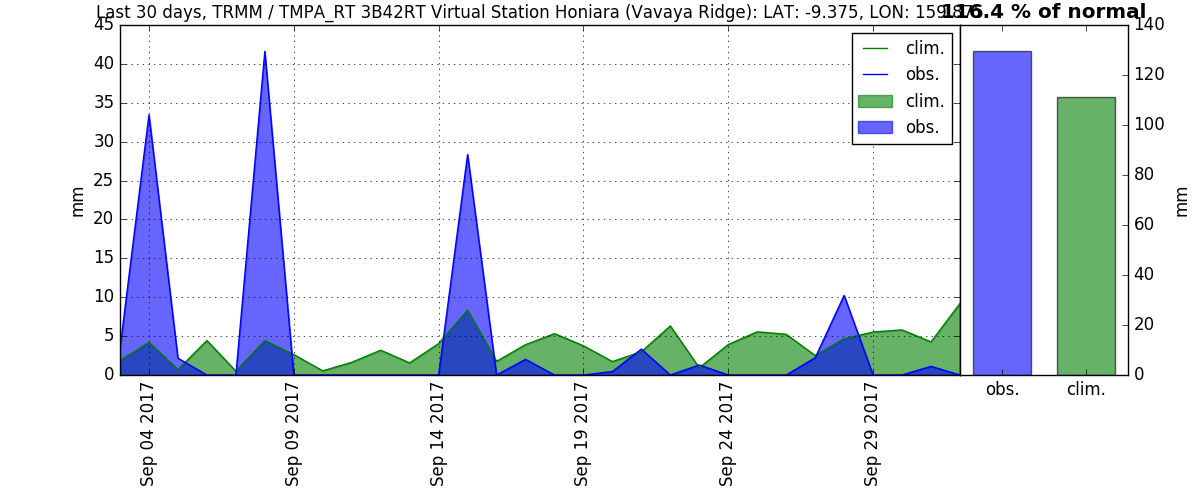 Last 30 days, TRMM / TMPA_RT 3B42RT Virtual Station Honiara (Vavaya Ridge): LAT: -9.375, LON:
116.4 % of normal
45
40
35
30
25
20
15
10
5
0
mm
Sep 04 2017
Sep 09 2017
Sep 14 2017
Sep 19 2017
Sep 24 2017
Sep 29 2017
clim.
obs.
clim.
obs.
140
120
100
80
60
40
20
0
mm
obs.
clim.